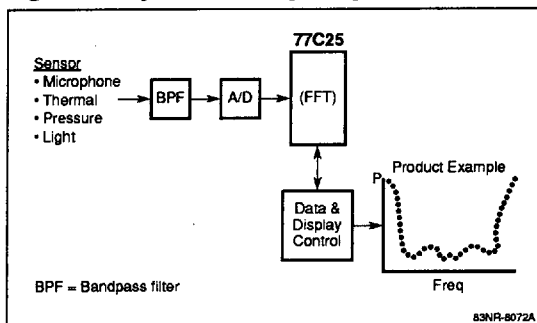 77C25
Sensor
• Microphone
• Thermal
• Pressure
• Light
BPF
A/D
(FFT)
Product Example
P
Data &
Display
Control
Freq
BPF = Bandpass filter
83NR-8072A